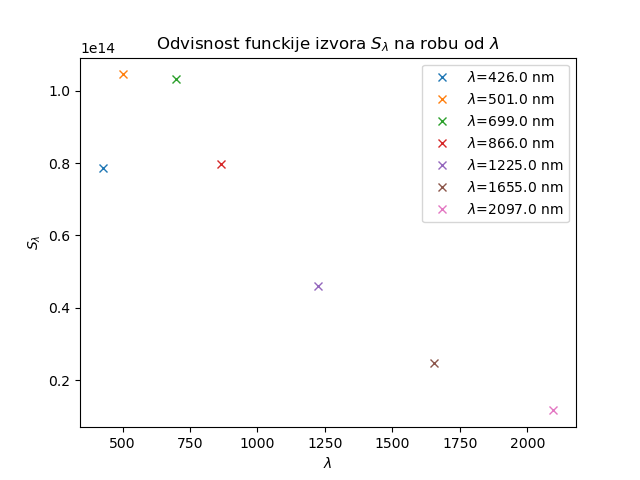 Odvisnost funckije izvora Sλ na robu od λ
1e14
1.0
0.8
0.6
0.4
0.2
Sλ
500
750
1000
1250
1500
1750
2000
λ
λ=426.0 nm
λ=501.0 nm
λ=699.0 nm
λ=866.0 nm
λ=1225.0 nm
λ=1655.0 nm
λ=2097.0 nm